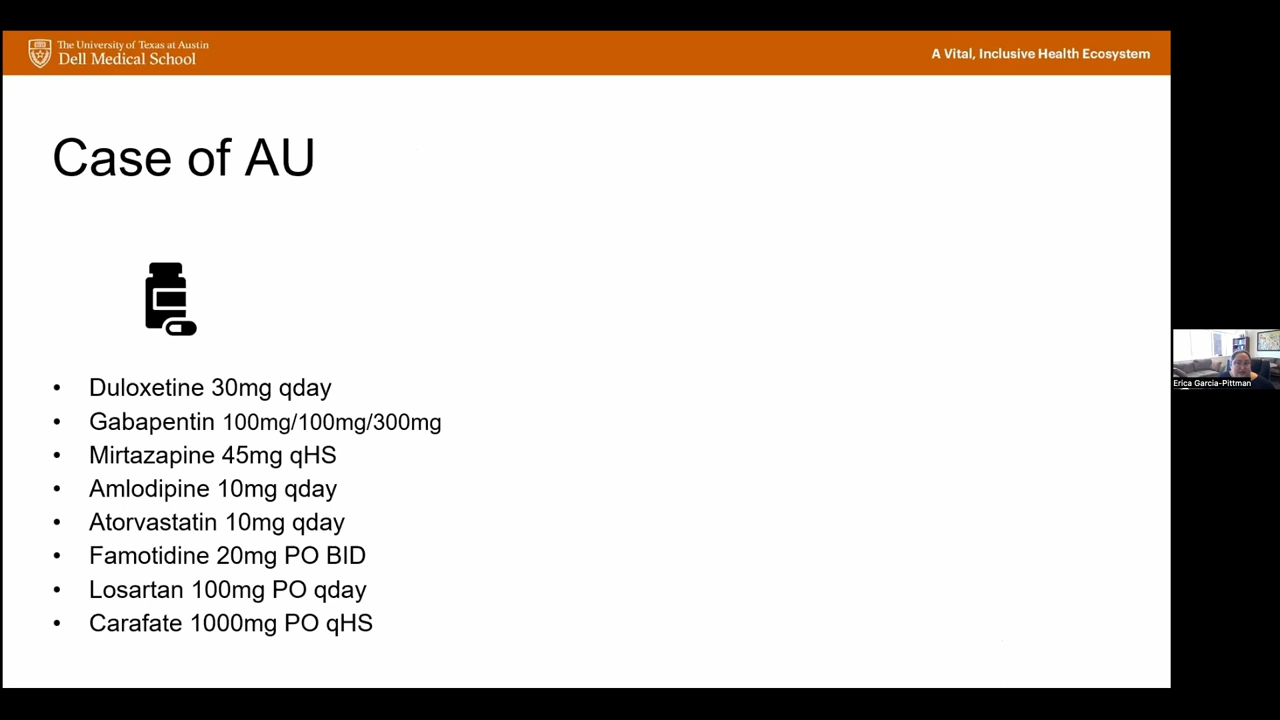 The University of Texas at Austin
Dell Medical School
A Vital, Inclusive Health Ecosystem
Case of AU
• Duloxetine 30mg qday
• Gabapentin 100mg/100mg/300mg
• Mirtazapine 45mg qHS
• Amlodipine 10mg qday
• Atorvastatin 10mg qday
• Famotidine 20mg PO BID
• Losartan 100mg PO qday
• Carafate 1000mg PO qHS
Erica Garcia-Pittman